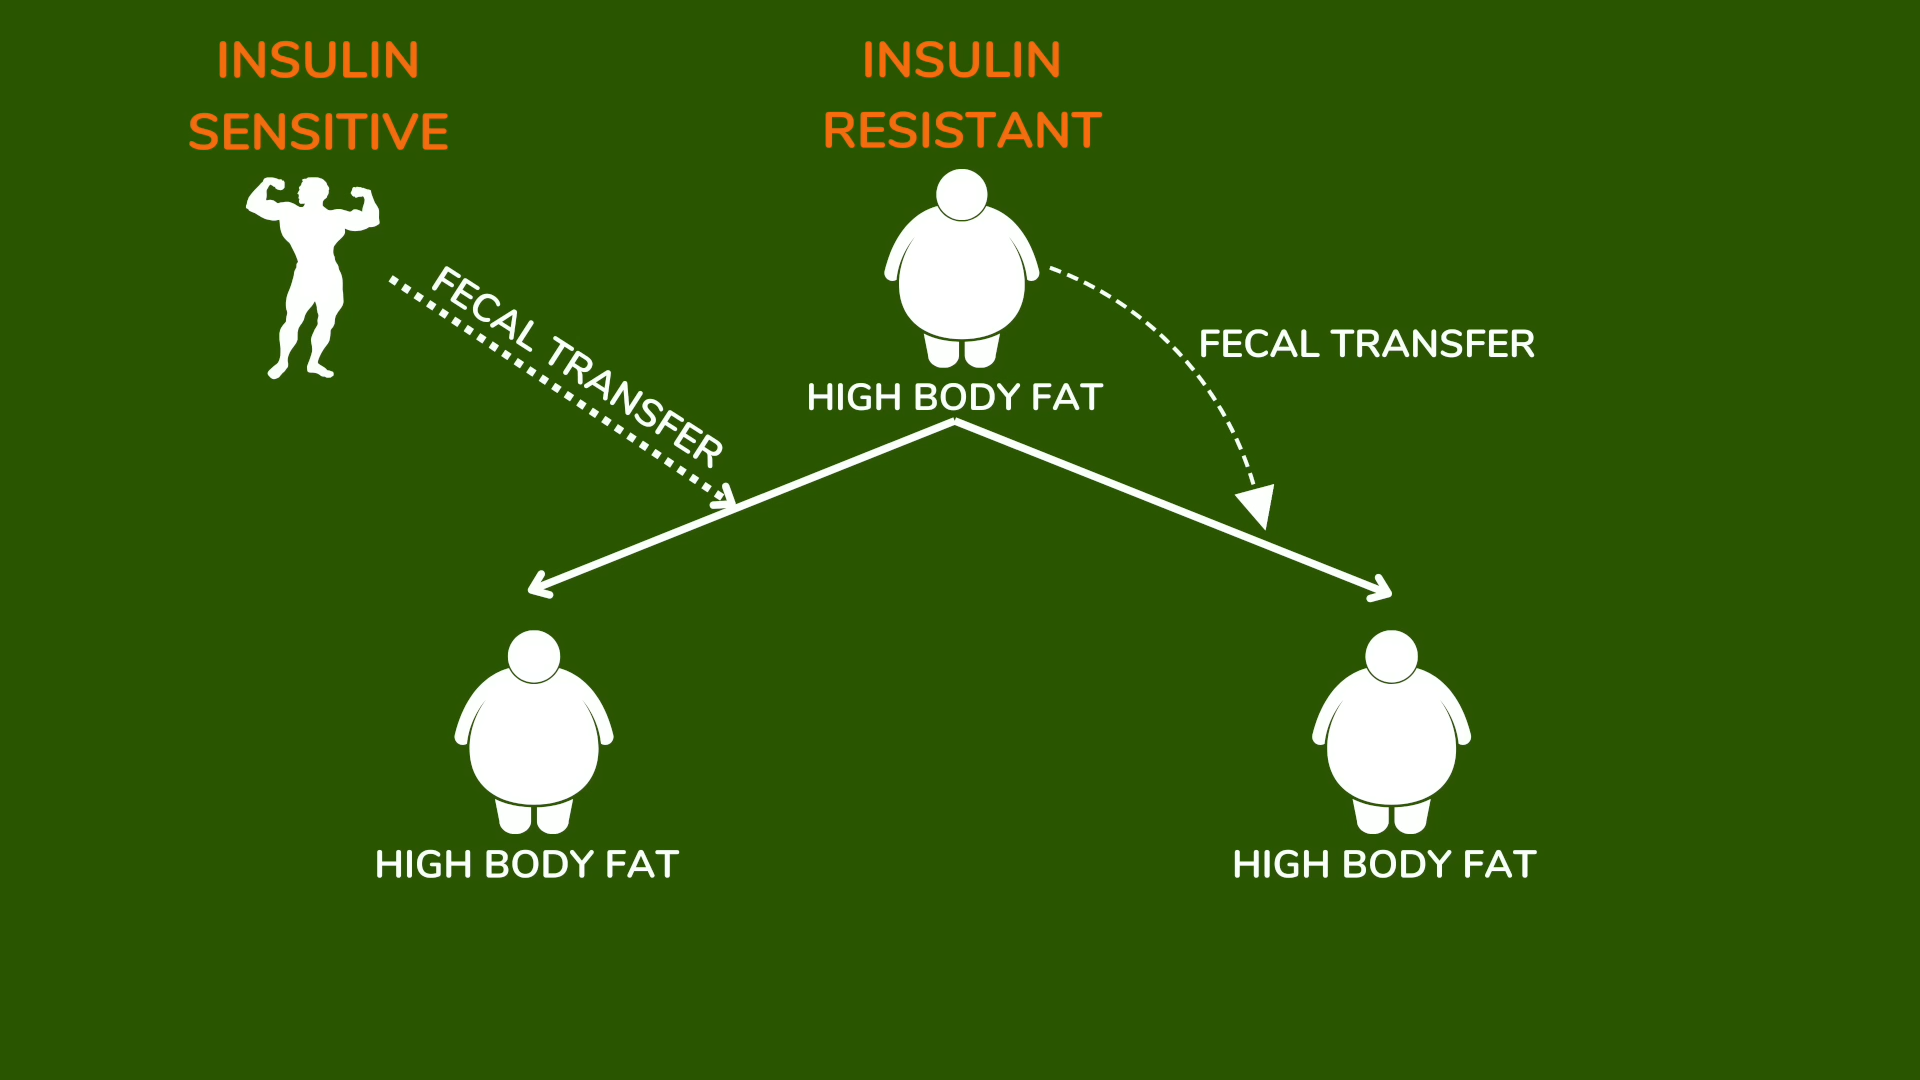 INSULIN
SENSITIVE
INSULIN
RESISTANT
FECAL TRANSFER
FECAL TRANSFER
HIGH BODY FAT
HIGH BODY FAT
HIGH BODY FAT